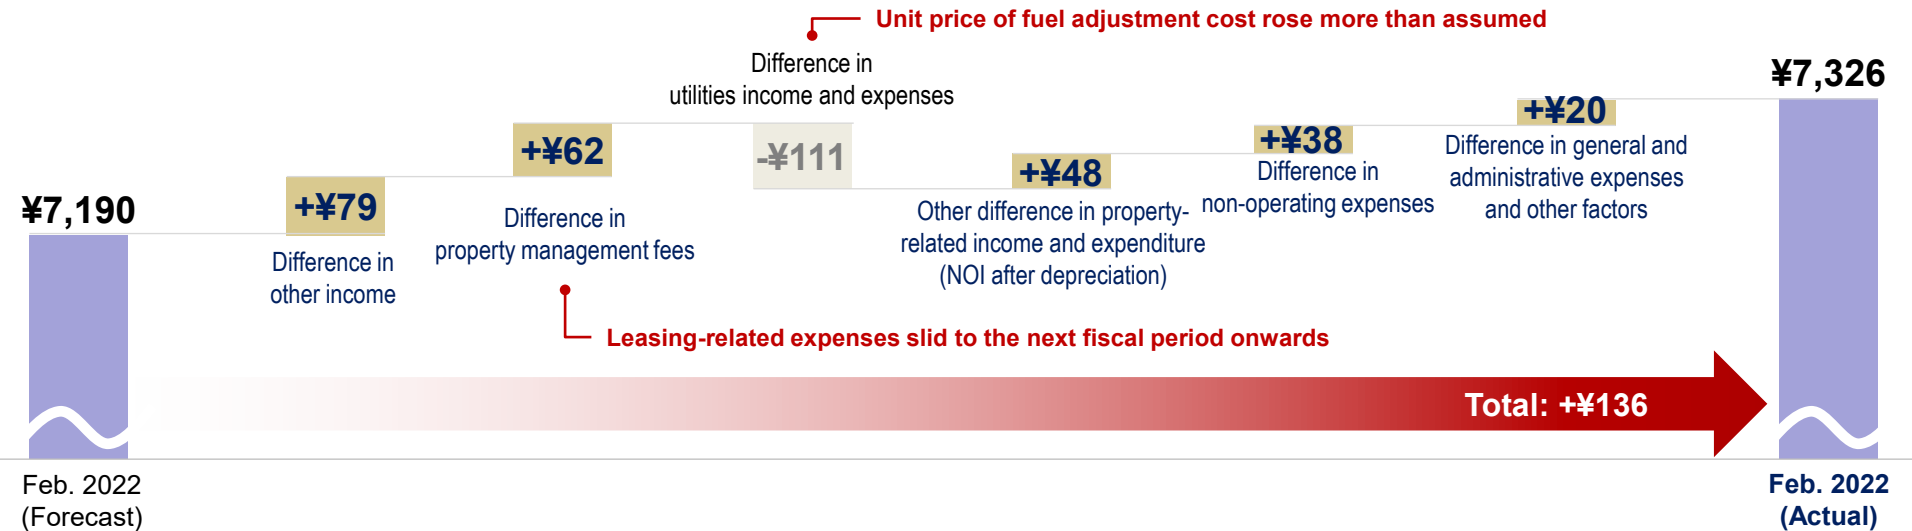 Unit price of fuel adjustment cost rose more than assumed
Difference in
utilities income and expenses
¥7,326
+¥20
Difference in general and
administrative expenses
and other factors
+¥38
Difference in
non-operating expenses
+¥62
-¥111
+¥48
Other difference in property-
related income and expenditure
(NOI after depreciation)
¥7,190
+¥79
Difference in
other income
Difference in
property management fees
Leasing-related expenses slid to the next fiscal period onwards
Total: +¥136
Feb. 2022
(Forecast)
Feb. 2022
(Actual)